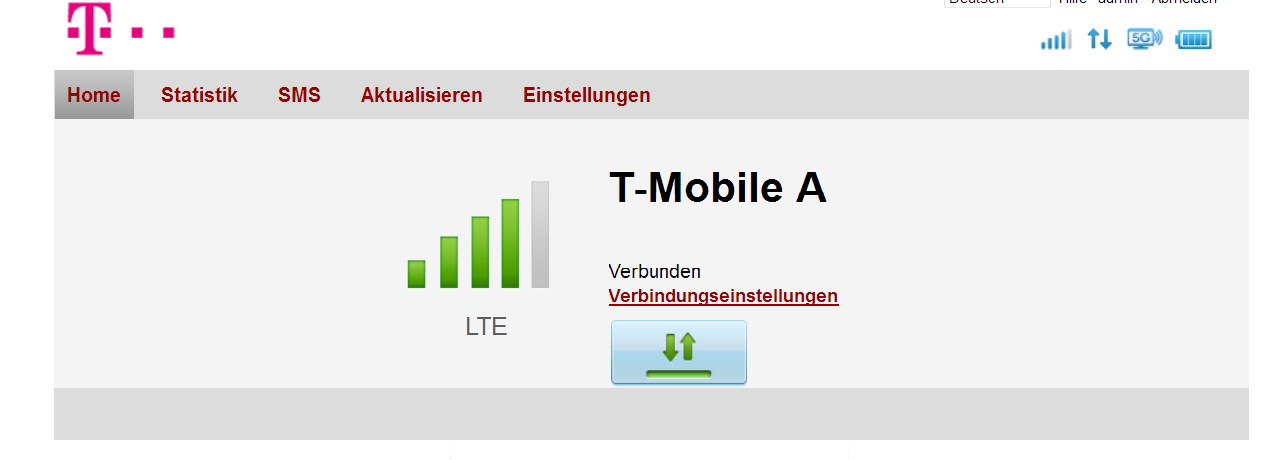 Deutsch Hilfe admin Abmelden
5G
Home Statistik SMS Aktualisieren Einstellungen
T-Mobile A
Verbunden
Verbindungseinstellungen
LTE